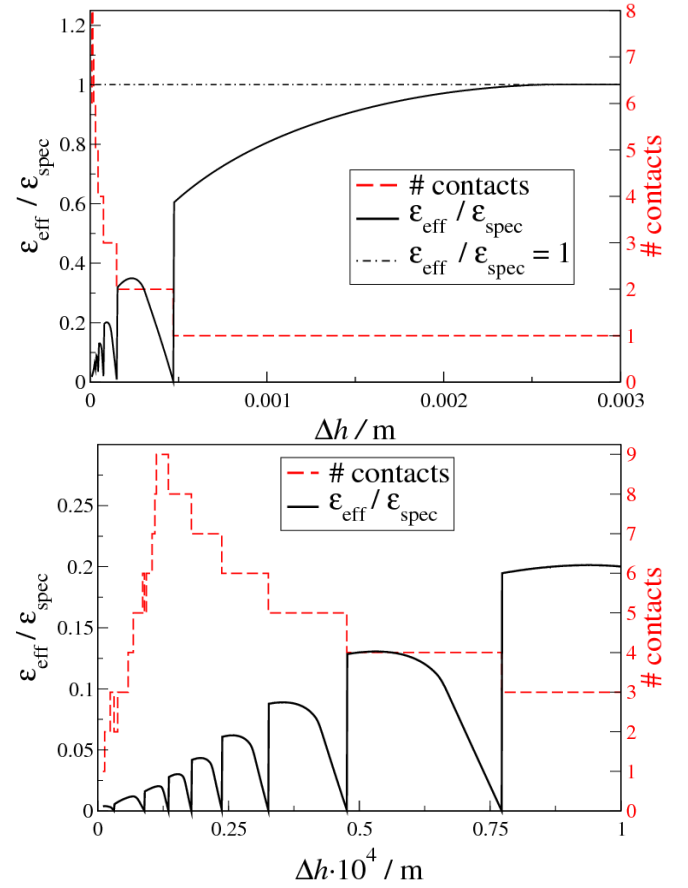 1.2
1
0.8
0.6
0.4
0.2
0
ε_eff / ε_spec
8
7
6
5
4
3
2
1
0
# contacts
# contacts
ε_eff / ε_spec
ε_eff / ε_spec = 1
0 0.001 0.002 0.003
Δh / m
0.25
0.2
0.15
0.1
0.05
0
ε_eff / ε_spec
9
8
7
6
5
4
3
2
1
0
# contacts
# contacts
ε_eff / ε_spec
0 0.25 0.5 0.75 1
Δh·10⁴ / m